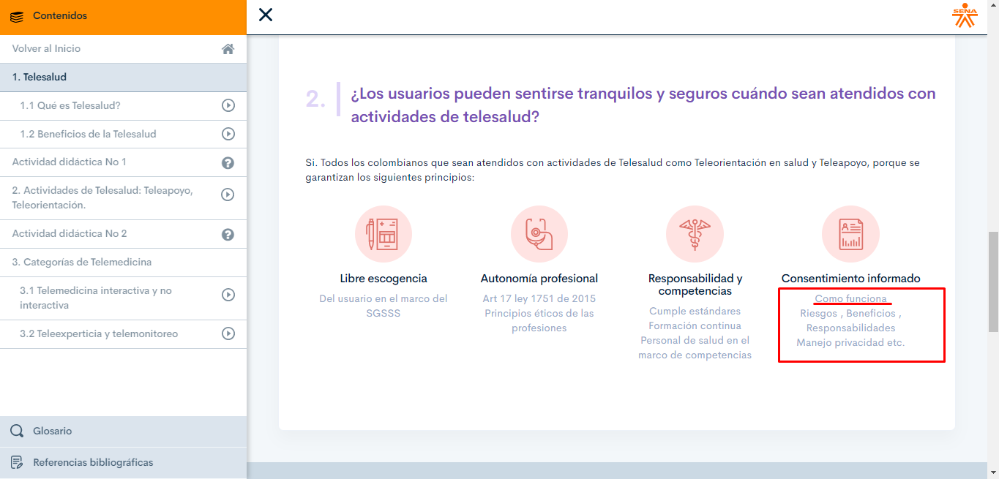 Contenidos
SENA
Volver al Inicio
1. Telesalud
1.1 Qué es Telesalud?
1.2 Beneficios de la Telesalud
Actividad didáctica No 1
2. Actividades de Telesalud: Teleapoyo,
Teleorientación.
Actividad didáctica No 2
3. Categorías de Telemedicina
3.1 Telemedicina interactiva y no
interactiva
3.2 Teleexperticia y telemonitoreo
Glosario
Referencias bibliográficas
2.
¿Los usuarios pueden sentirse tranquilos y seguros cuándo sean atendidos con
actividades de telesalud?
Si. Todos los colombianos que sean atendidos con actividades de Telesalud como Teleorientación en salud y Teleapoyo, porque se
garantizan los siguientes principios:
Libre escogencia
Del usuario en el marco del
SGSSS
Autonomía profesional
Art 17 ley 1751 de 2015
Principios éticos de las
profesiones
Responsabilidad y
competencias
Cumple estándares
Formación continua
Personal de salud en el
marco de competencias
Consentimiento informado
Como funciona
Riesgos , Beneficios ,
Responsabilidades
Manejo privacidad etc.